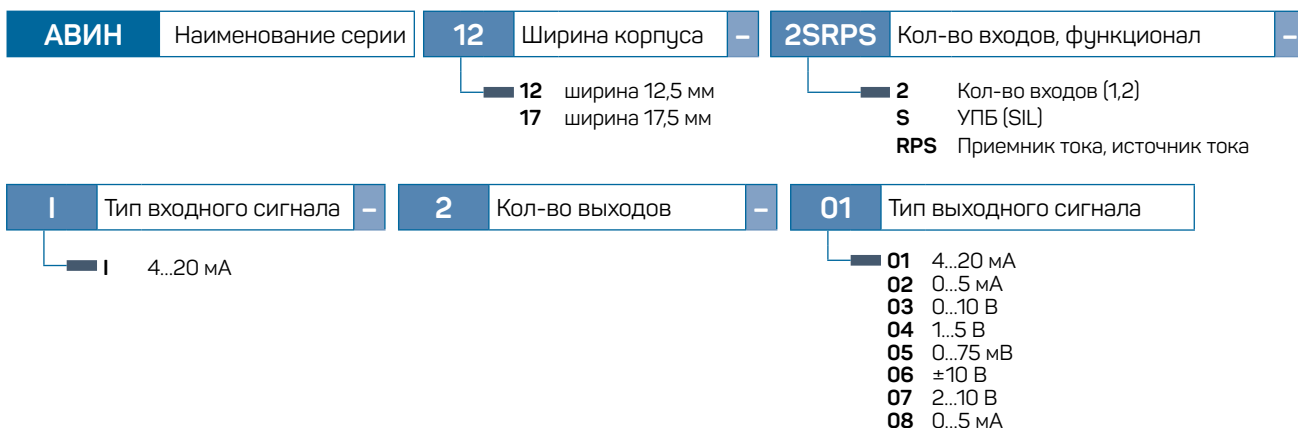 АВИН Наименование серии 12 Ширина корпуса – 2SRPS Кол-во входов, функционал –
12 ширина 12,5 мм
17 ширина 17,5 мм
2 Кол-во входов (1,2)
S УПБ (SIL)
RPS Приемник тока, источник тока
I Тип входного сигнала – 2 Кол-во выходов – 01 Тип выходного сигнала
I 4...20 мА
01 4...20 мА
02 0...5 мА
03 0...10 В
04 1...5 В
05 0...75 мВ
06 ±10 В
07 2...10 В
08 0...5 мА